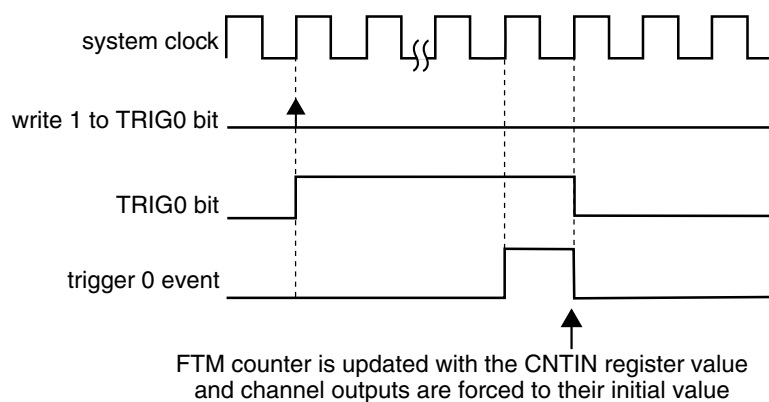 system clock
write 1 to TRIG0 bit
TRIG0 bit
trigger 0 event
FTM counter is updated with the CNTIN register value
and channel outputs are forced to their initial value